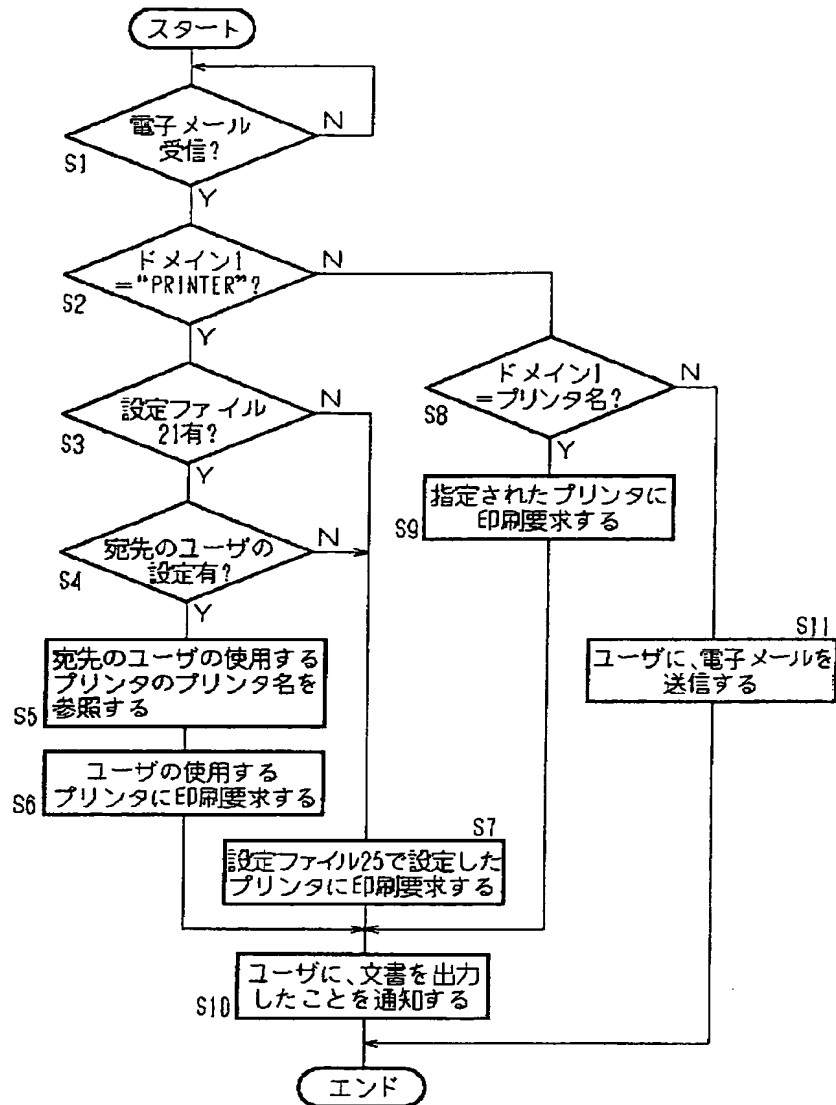 スタート
電子メール
受信?
N
S1
Y
ドメイン1
="PRINTER"?
N
S2
Y
ドメイン1
=プリンタ名?
N
S8
Y
設定ファイル
21有?
N
S3
Y
指定されたプリンタに
印刷要求する
S9
宛先のユーザの
設定有?
N
S4
Y
S11
ユーザに、電子メールを
送信する
宛先のユーザの使用する
プリンタのプリンタ名を
参照する
S5
ユーザの使用する
プリンタに印刷要求する
S6
S7
設定ファイル25で設定した
プリンタに印刷要求する
ユーザに、文書を出力
したことを通知する
S10
エンド